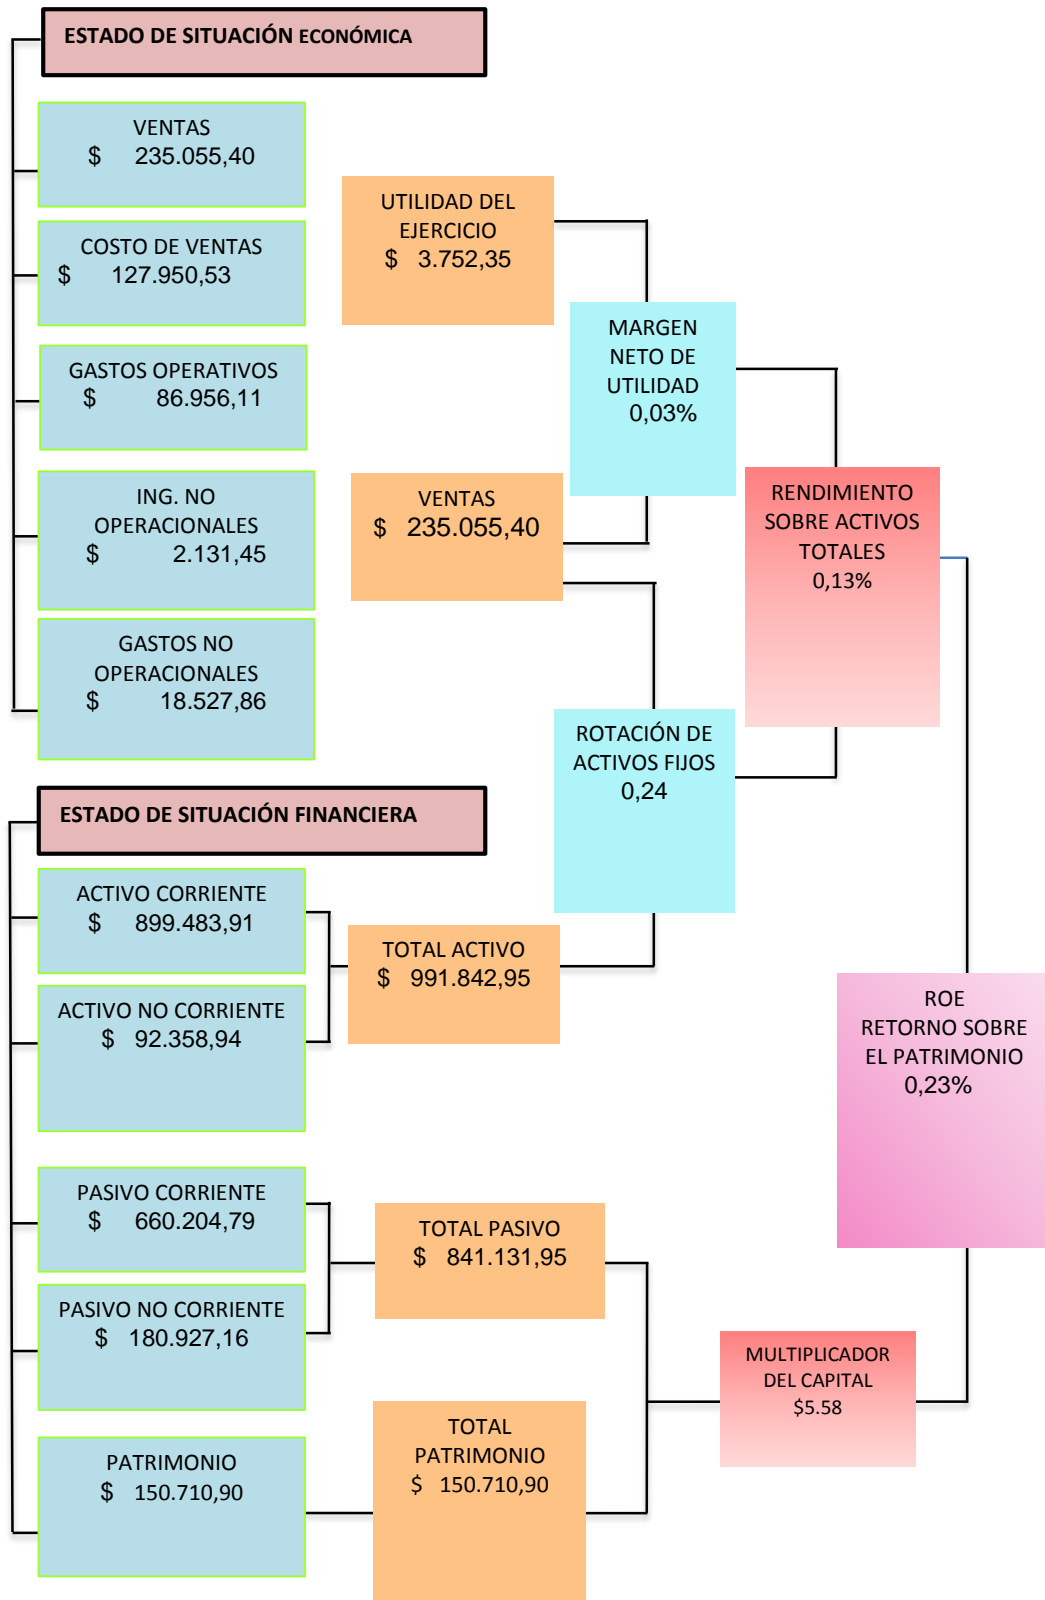 ESTADO DE SITUACIÓN ECONÓMICA
VENTAS
$ 235.055,40
COSTO DE VENTAS
$ 127.950,53
GASTOS OPERATIVOS
$ 86.956,11
ING. NO
OPERACIONALES
$ 2.131,45
GASTOS NO
OPERACIONALES
$ 18.527,86
UTILIDAD DEL
EJERCICIO
$ 3.752,35
VENTAS
$ 235.055,40
MARGEN
NETO DE
UTILIDAD
0,03%
RENDIMIENTO
SOBRE ACTIVOS
TOTALES
0,13%
ROTACIÓN DE
ACTIVOS FIJOS
0,24
ESTADO DE SITUACIÓN FINANCIERA
ACTIVO CORRIENTE
$ 899.483,91
ACTIVO NO CORRIENTE
$ 92.358,94
TOTAL ACTIVO
$ 991.842,95
ROE
RETORNO SOBRE
EL PATRIMONIO
0,23%
PASIVO CORRIENTE
$ 660.204,79
PASIVO NO CORRIENTE
$ 180.927,16
TOTAL PASIVO
$ 841.131,95
MULTIPLICADOR
DEL CAPITAL
$5.58
PATRIMONIO
$ 150.710,90
TOTAL
PATRIMONIO
$ 150.710,90